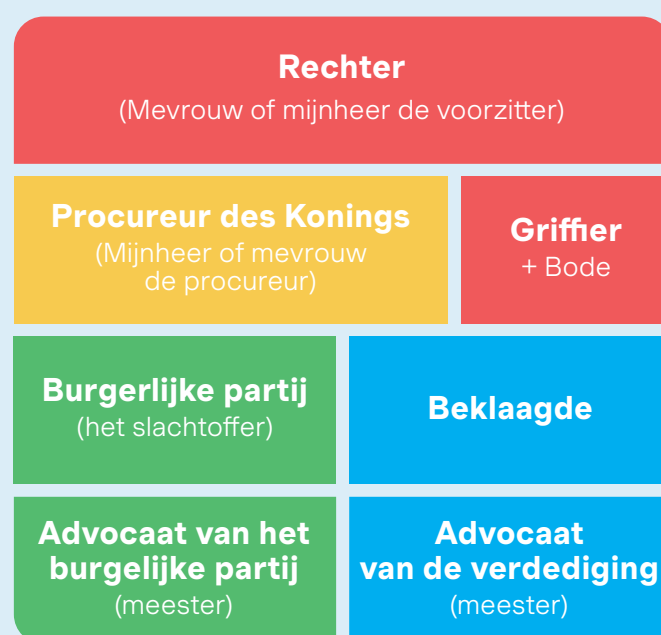 Rechter
(Mevrouw of mijnheer de voorzitter)
Procureur des Konings
(Mijnheer of mevrouw
de procureur)
Griffier
+ Bode
Burgerlijke partij
(het slachtoffer)
Beklaagde
Advocaat van het
burgelijke partij
(meester)
Advocaat
van de verdediging
(meester)